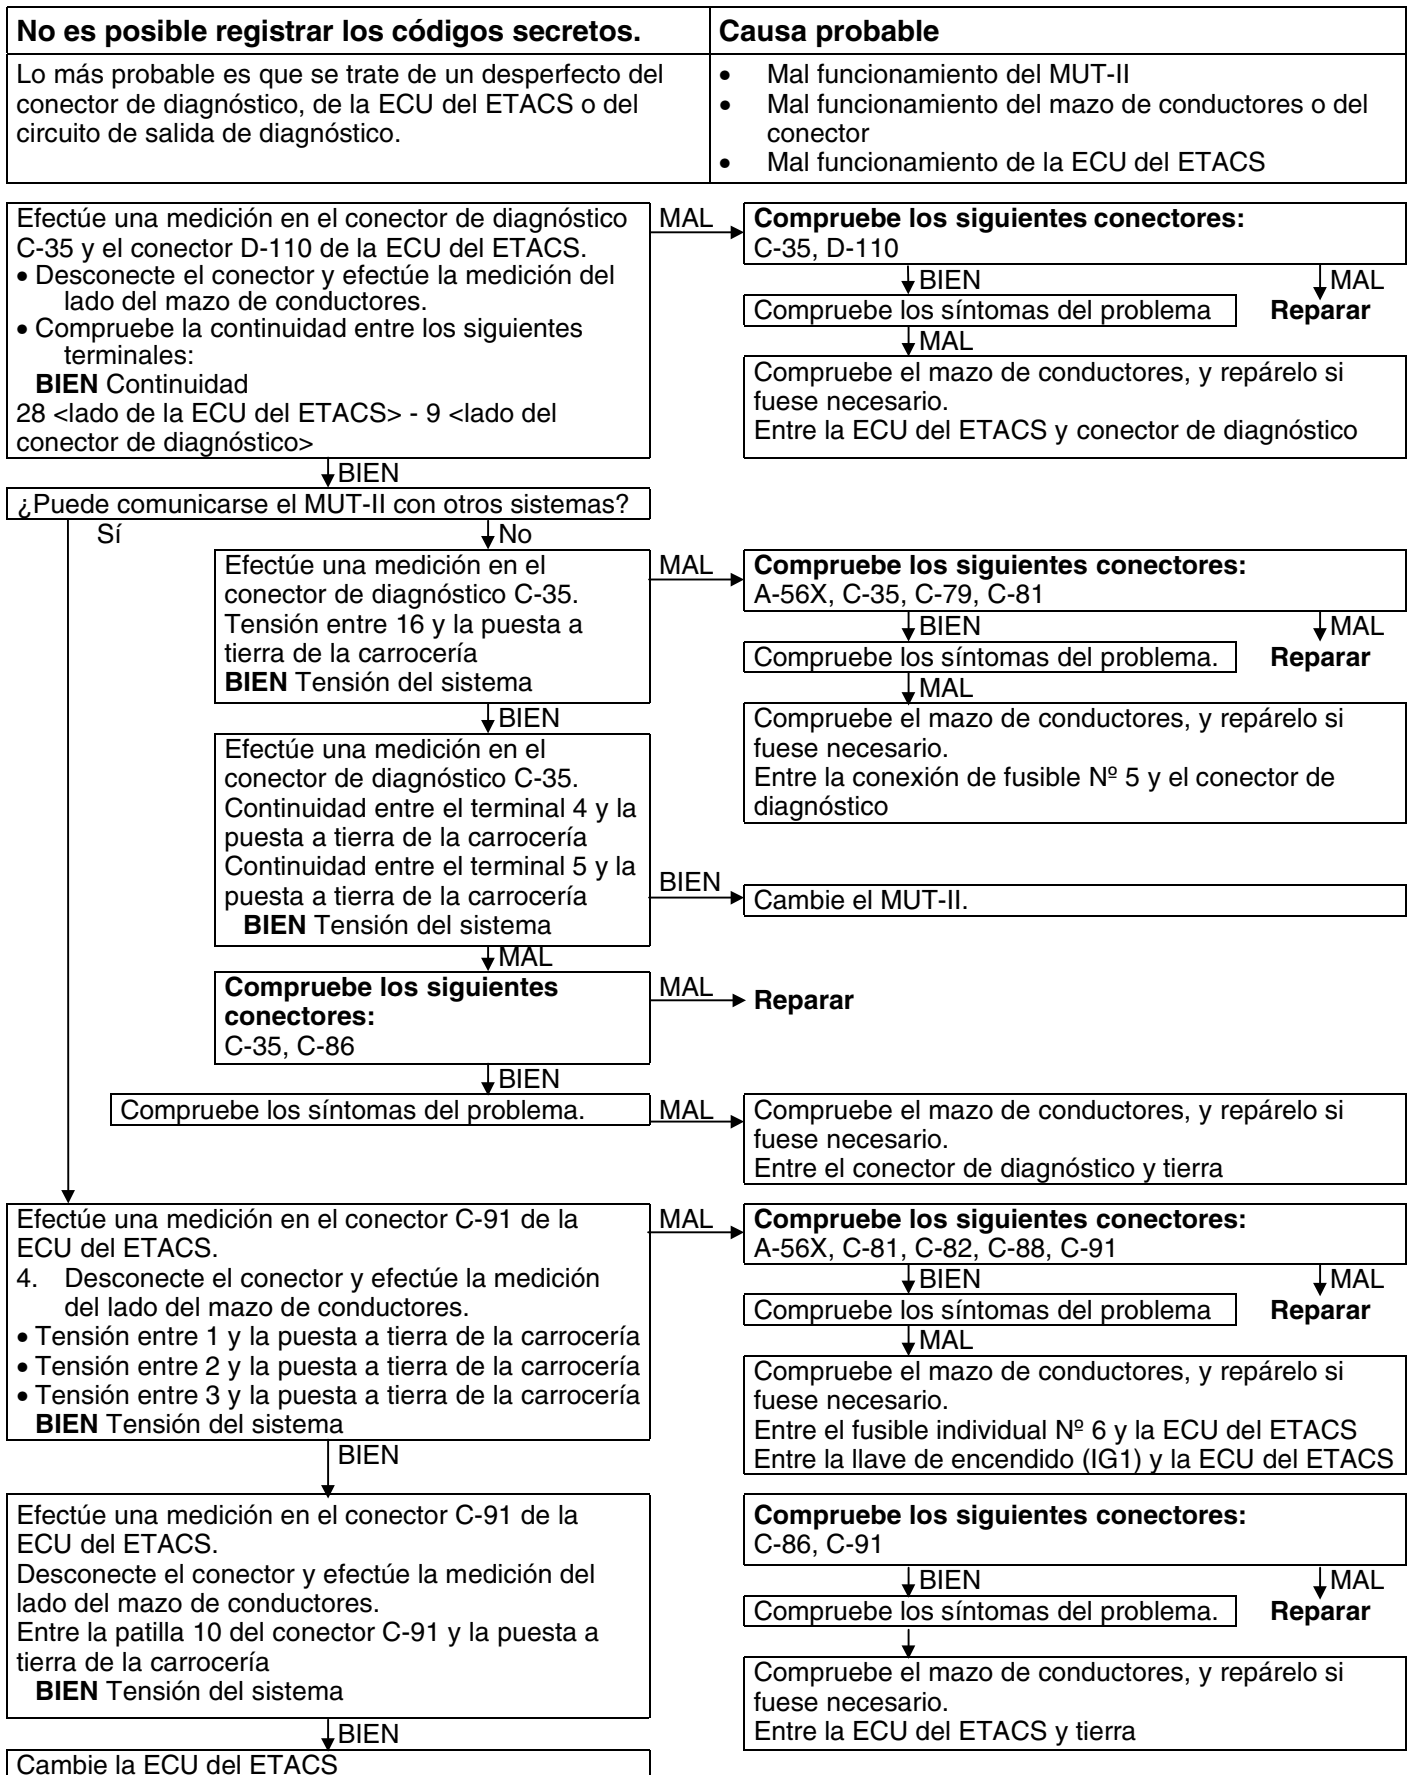 No es posible registrar los códigos secretos.
Causa probable
Lo más probable es que se trate de un desperfecto del
conector de diagnóstico, de la ECU del ETACS o del
circuito de salida de diagnóstico.
• Mal funcionamiento del MUT-II
• Mal funcionamiento del mazo de conductores o del
conector
• Mal funcionamiento de la ECU del ETACS
Efectúe una medición en el conector de diagnóstico
C-35 y el conector D-110 de la ECU del ETACS.
• Desconecte el conector y efectúe la medición del
lado del mazo de conductores.
• Compruebe la continuidad entre los siguientes
terminales:
BIEN Continuidad
28 <lado de la ECU del ETACS> - 9 <lado del
conector de diagnóstico>
MAL
Compruebe los siguientes conectores:
C-35, D-110
BIEN
MAL
Compruebe los síntomas del problema
Reparar
MAL
Compruebe el mazo de conductores, y repárelo si
fuese necesario.
Entre la ECU del ETACS y conector de diagnóstico
BIEN
¿Puede comunicarse el MUT-II con otros sistemas?
Sí
No
Efectúe una medición en el
conector de diagnóstico C-35.
Tensión entre 16 y la puesta a
tierra de la carrocería
BIEN Tensión del sistema
MAL
Compruebe los siguientes conectores:
A-56X, C-35, C-79, C-81
BIEN
MAL
Compruebe los síntomas del problema.
Reparar
MAL
Compruebe el mazo de conductores, y repárelo si
fuese necesario.
Entre la conexión de fusible Nº 5 y el conector de
diagnóstico
BIEN
Efectúe una medición en el
conector de diagnóstico C-35.
Continuidad entre el terminal 4 y la
puesta a tierra de la carrocería
Continuidad entre el terminal 5 y la
puesta a tierra de la carrocería
BIEN Tensión del sistema
BIEN
Cambie el MUT-II.
MAL
Compruebe los siguientes
conectores:
C-35, C-86
MAL
Reparar
BIEN
Compruebe los síntomas del problema.
MAL
Compruebe el mazo de conductores, y repárelo si
fuese necesario.
Entre el conector de diagnóstico y tierra
Efectúe una medición en el conector C-91 de la
ECU del ETACS.
4. Desconecte el conector y efectúe la medición
del lado del mazo de conductores.
• Tensión entre 1 y la puesta a tierra de la carrocería
• Tensión entre 2 y la puesta a tierra de la carrocería
• Tensión entre 3 y la puesta a tierra de la carrocería
BIEN Tensión del sistema
MAL
Compruebe los siguientes conectores:
A-56X, C-81, C-82, C-88, C-91
BIEN
MAL
Compruebe los síntomas del problema
Reparar
MAL
Compruebe el mazo de conductores, y repárelo si
fuese necesario.
Entre el fusible individual Nº 6 y la ECU del ETACS
Entre la llave de encendido (IG1) y la ECU del ETACS
BIEN
Efectúe una medición en el conector C-91 de la
ECU del ETACS.
Desconecte el conector y efectúe la medición del
lado del mazo de conductores.
Entre la patilla 10 del conector C-91 y la puesta a
tierra de la carrocería
BIEN Tensión del sistema
Compruebe los siguientes conectores:
C-86, C-91
BIEN
MAL
Compruebe los síntomas del problema.
Reparar
Compruebe el mazo de conductores, y repárelo si
fuese necesario.
Entre la ECU del ETACS y tierra
BIEN
Cambie la ECU del ETACS